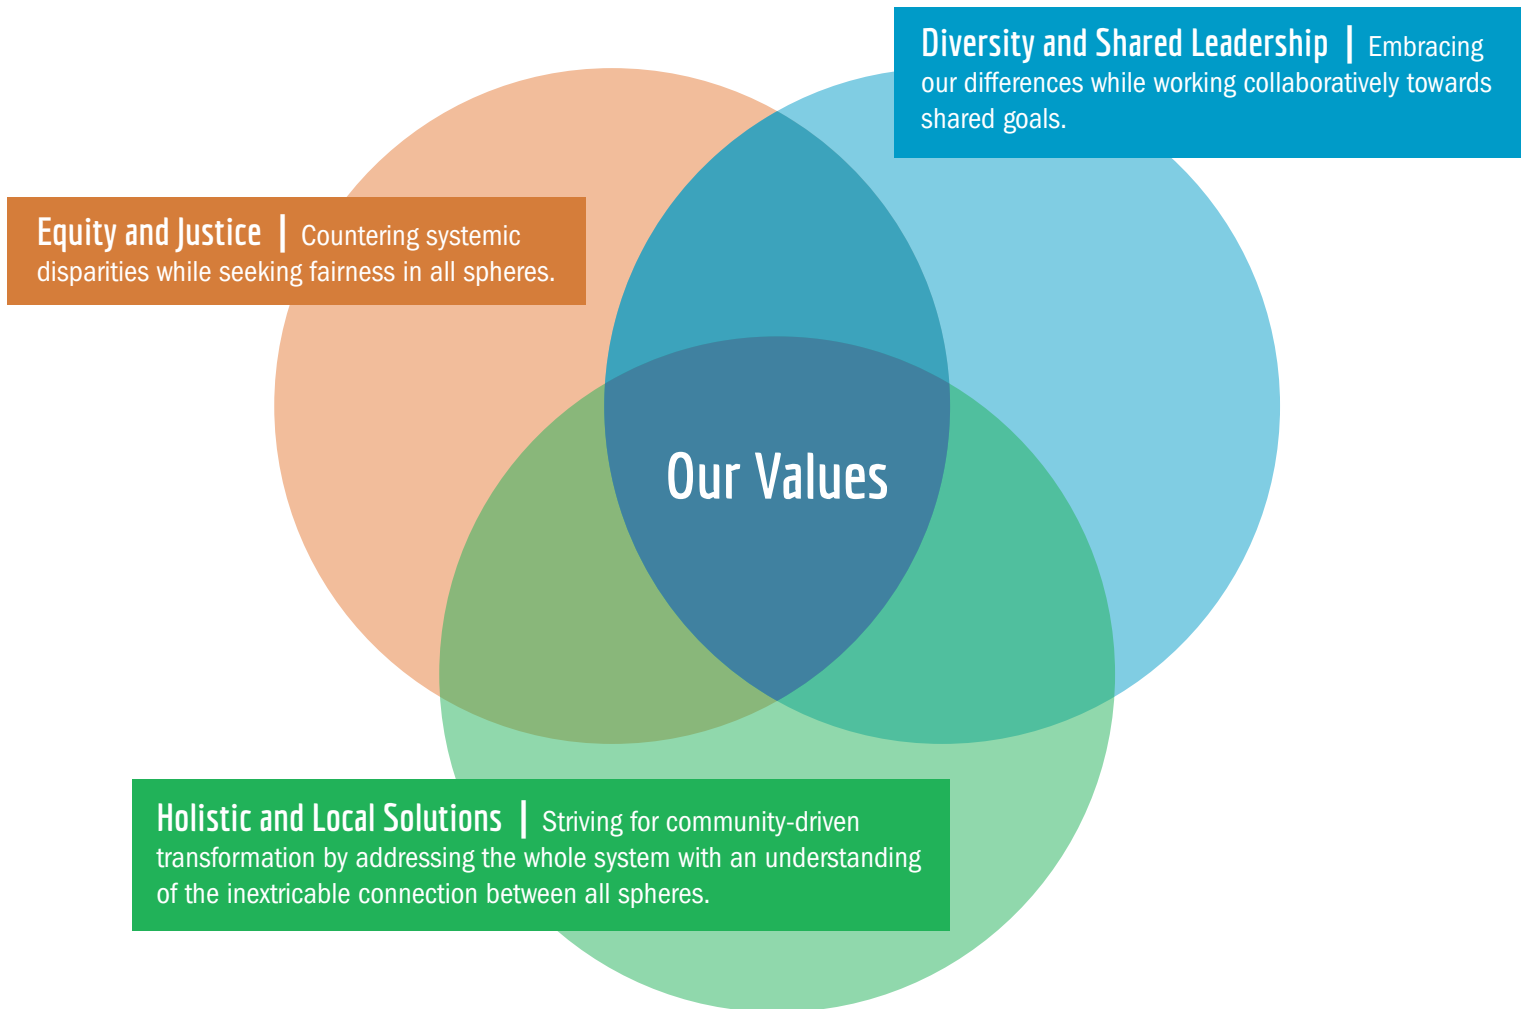 Diversity and Shared Leadership | Embracing
our differences while working collaboratively towards
shared goals.
Equity and Justice | Countering systemic
disparities while seeking fairness in all spheres.
Our Values
Holistic and Local Solutions | Striving for community-driven
transformation by addressing the whole system with an understanding
of the inextricable connection between all spheres.